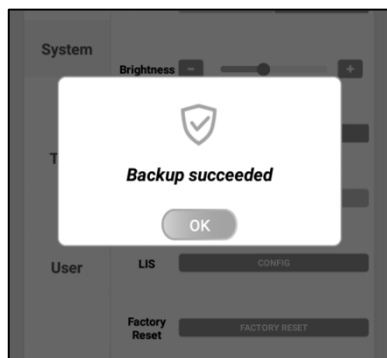 System
Brightness
-
+
T
Backup succeeded
OK
User
LIS
CONFIG
Factory
Reset
FACTORY RESET